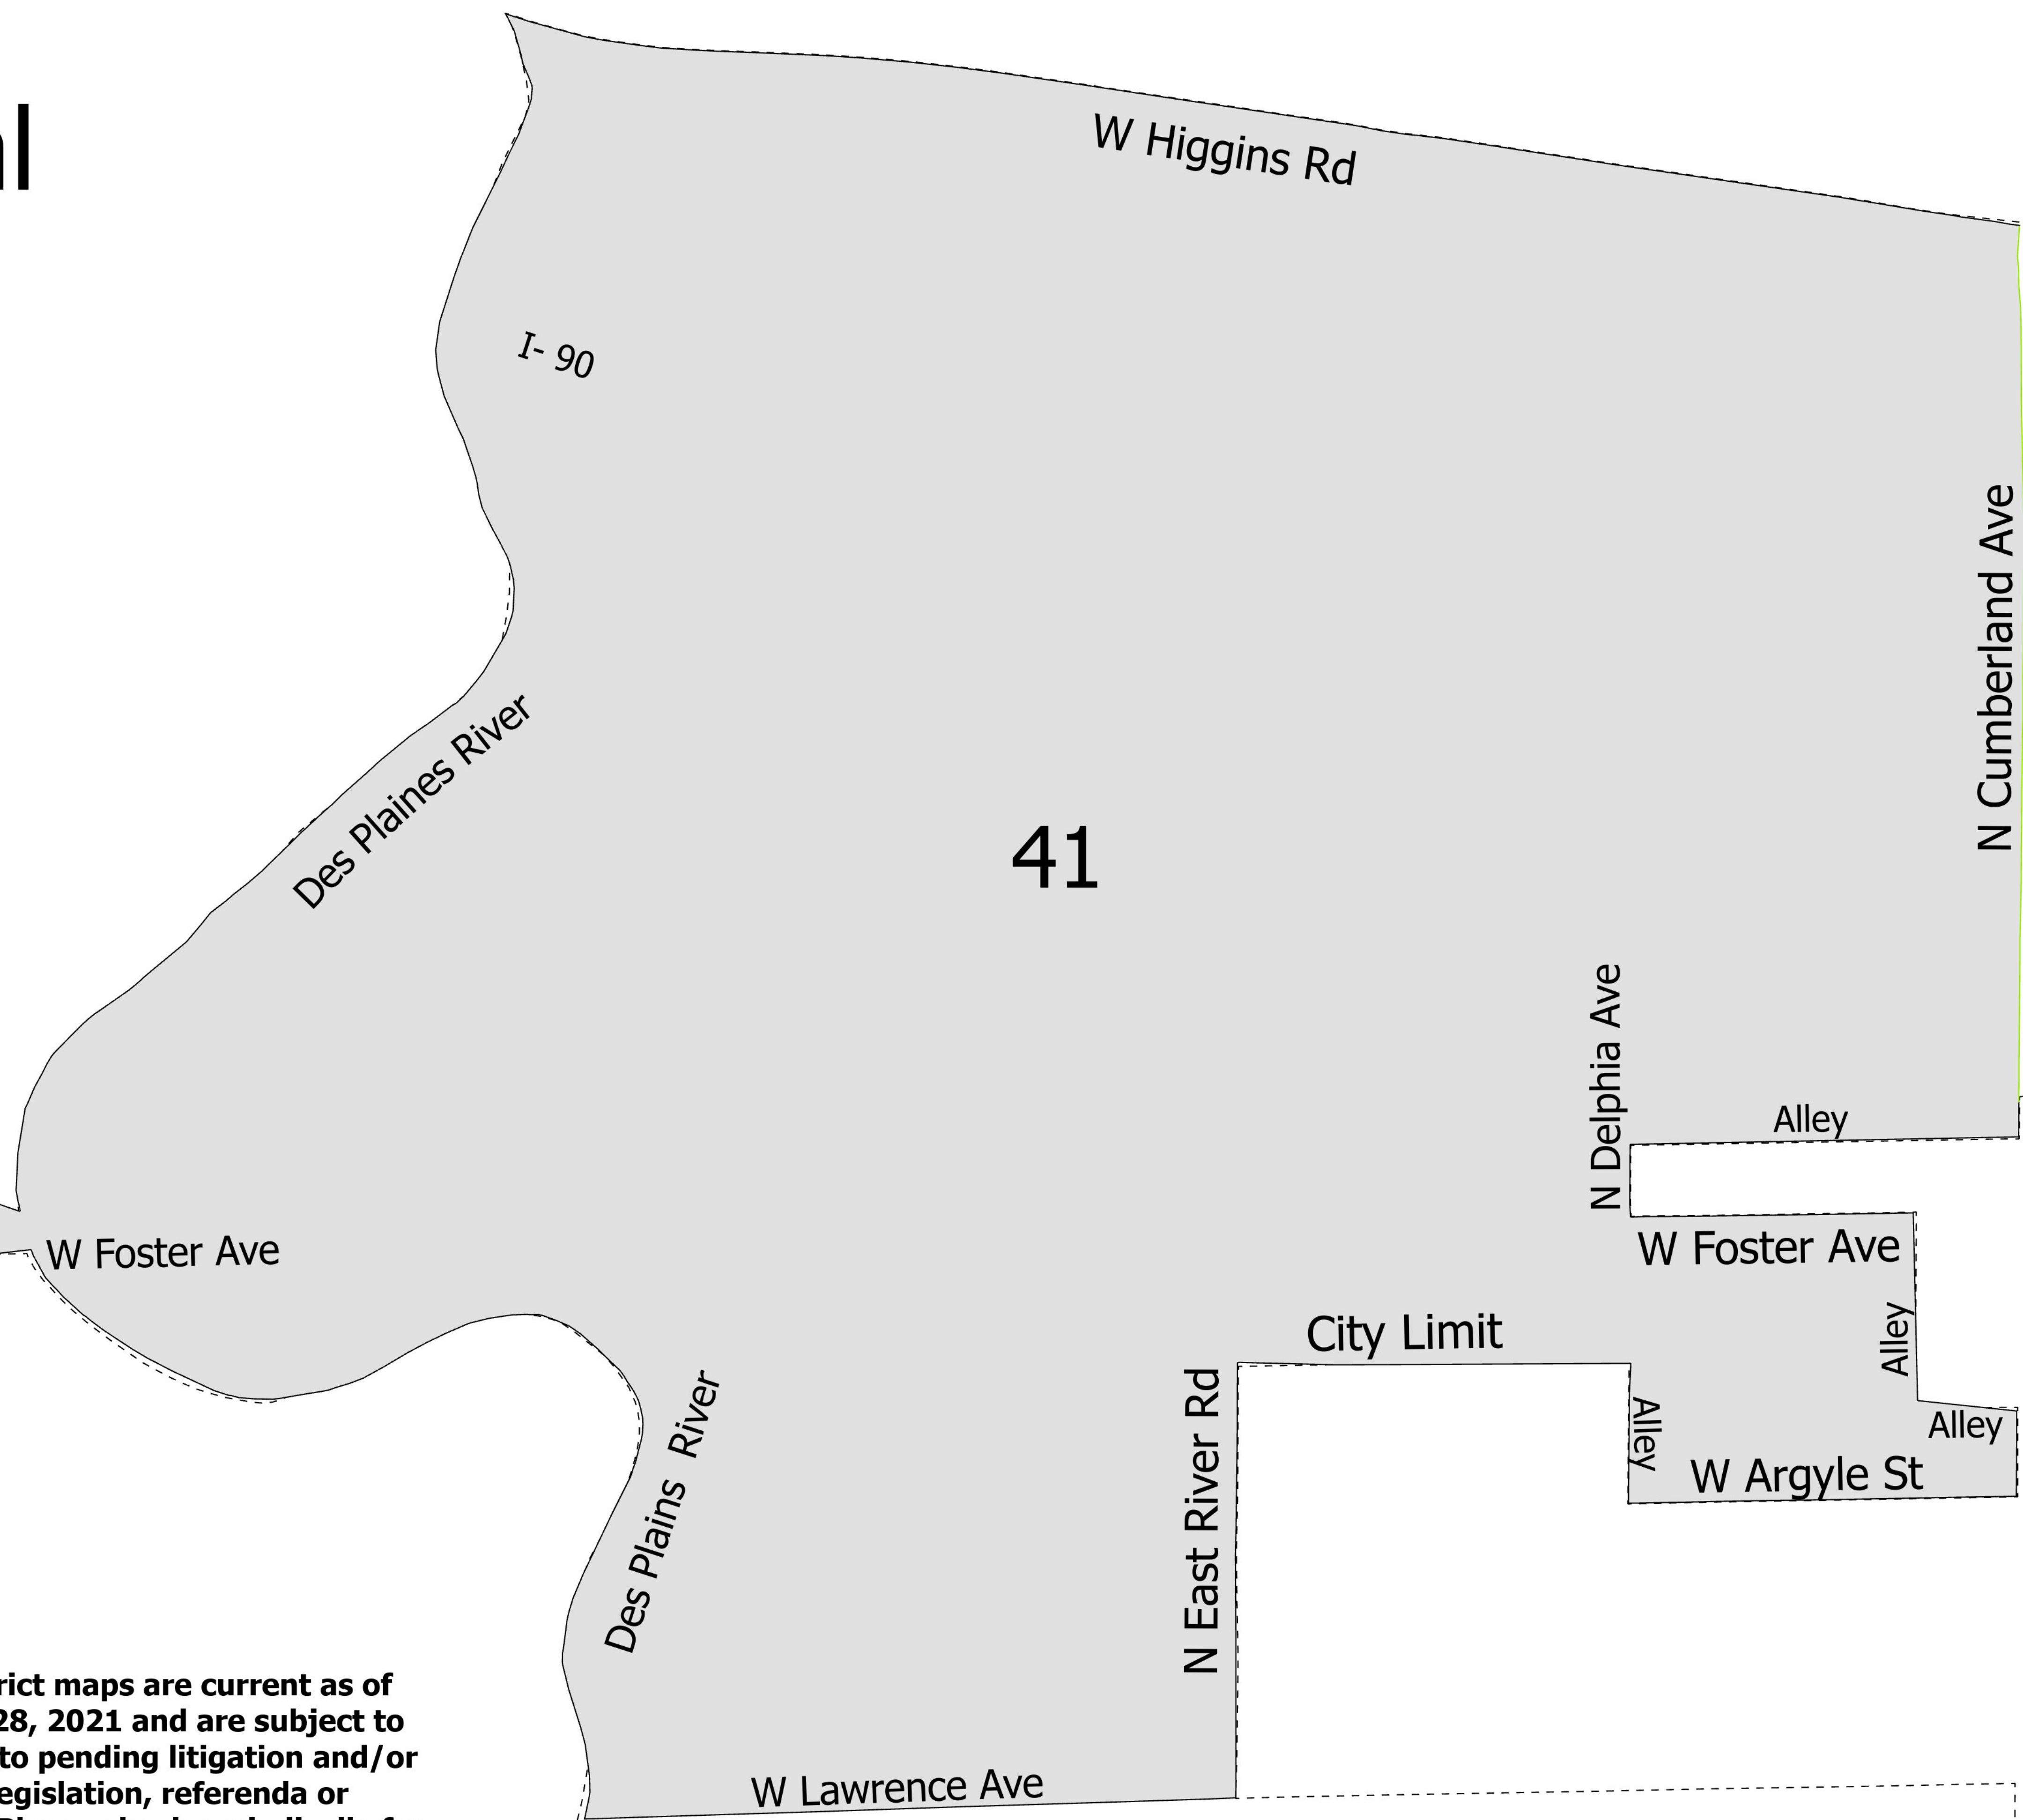 W Higgins Rd
I- 90
N Cumberland Ave
Des Plaines River
41
N Delphia Ave
Alley
W Foster Ave
W Foster Ave
City Limit
Alley
N East River Rd
Alley
Alley
Des Plains River
W Argyle St
maps are current as of
28, 2021 and are subject to
to pending litigation and/or
referenda or
W Lawrence Ave